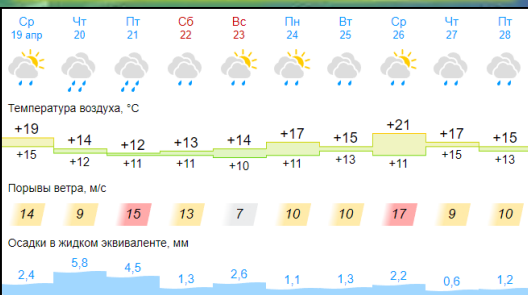 Ср Чт Пт Сб Вс Пн Вт Ср Чт Пт
19 апр 20 21 22 23 24 25 26 27 28
Температура воздуха, °C
+19 +14 +12 +13 +14 +17 +15 +21 +17 +15
+15 +12 +11 +11 +10 +11 +13 +11 +15 +13
Порывы ветра, м/с
14 9 15 13 7 10 10 17 9 10
Осадки в жидком эквиваленте, мм
2,4 5,8 4,5 1,3 2,6 1,1 1,3 2,2 0,6 1,2